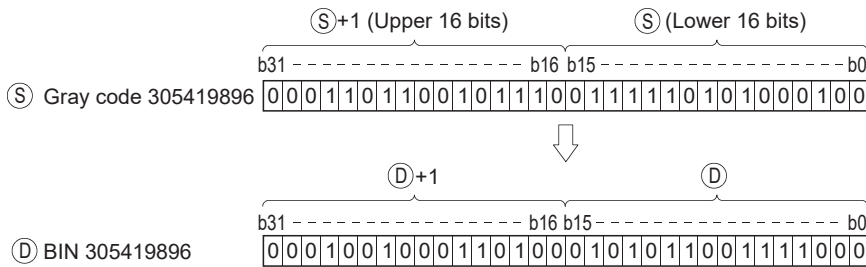 Ⓢ+1 (Upper 16 bits) Ⓢ (Lower 16 bits)
b31 b16 b15 b0
Ⓢ Gray code 305419896 0 0 0 1 1 0 1 1 0 0 1 0 1 1 1 0 0 1 1 1 1 1 0 1 0 1 0 0 0 1 0 0
Ⓓ+1 Ⓓ
b31 b16 b15 b0
Ⓓ BIN 305419896 0 0 0 1 0 0 1 0 0 0 1 1 0 1 0 0 0 1 0 1 0 1 1 0 0 1 1 1 1 0 0 0